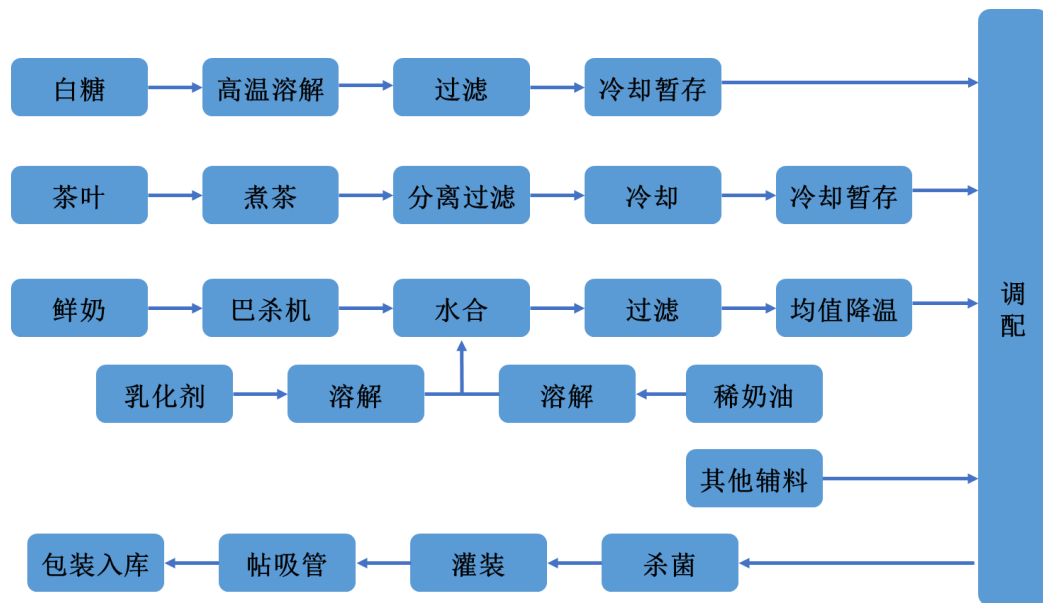 白糖
高温溶解
过滤
冷却暂存
茶叶
煮茶
分离过滤
冷却
冷却暂存
鲜奶
巴杀机
水合
过滤
均值降温
调
配
乳化剂
溶解
溶解
稀奶油
其他辅料
包装入库
帖吸管
灌装
杀菌